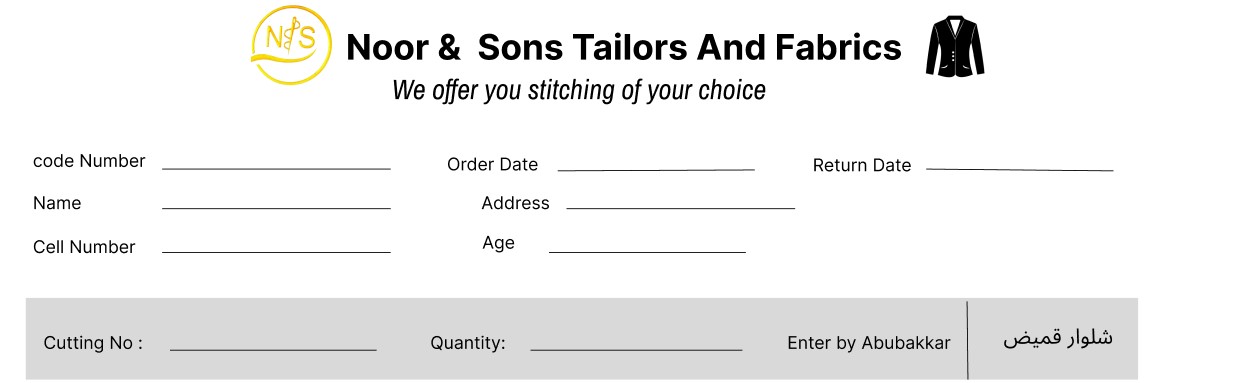 N S
Noor & Sons Tailors And Fabrics
We offer you stitching of your choice
code Number Order Date Return Date
Name Address
Cell Number Age
Cutting No : Quantity: Enter by Abubakkar شلوار قمیض